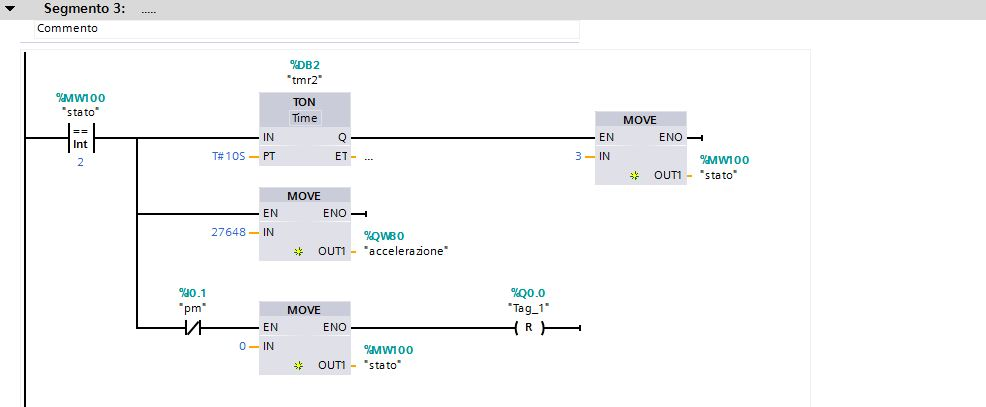 Segmento 3: .....
Commento
%DB2
"tmr2"
%MW100
"stato"
TON
Time
MOVE
==
Int
IN Q
EN ENO
2
T#10S PT ET ...
3 IN
%MW100
OUT1 "stato"
MOVE
EN ENO
27648 IN
%QW80
OUT1 "accelerazione"
%I0.1
"pm"
%Q0.0
"Tag_1"
MOVE
EN ENO
R
0 IN
%MW100
OUT1 "stato"